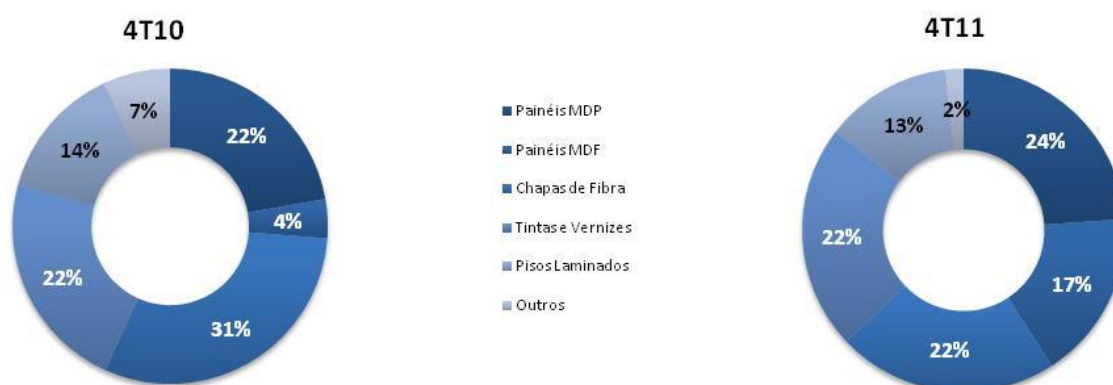 4T10
7%
22%
14%
4%
22%
31%
Painéis MDP
Painéis MDF
Chapas de Fibra
Tintas e Vernizes
Pisos Laminados
Outros
4T11
2%
13%
24%
22%
17%
22%